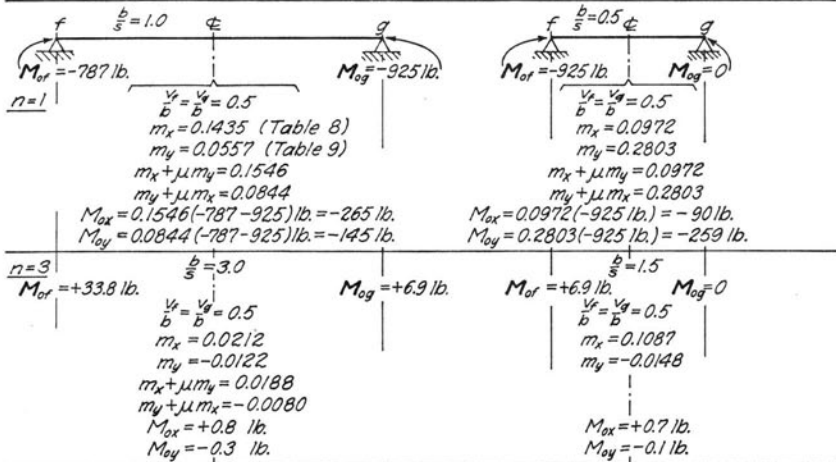 f b/s = 1.0 ℄ g
M_of = -787 lb. M_og = -925 lb.
n=1
v_f/b = v_g/b = 0.5
m_x = 0.1435 (Table 8)
m_y = 0.0557 (Table 9)
m_x + μm_y = 0.1546
m_y + μm_x = 0.0844
M_ox = 0.1546(-787-925)lb. = -265 lb.
M_oy = 0.0844(-787-925)lb. = -145 lb.
f b/s = 0.5 ℄ g
M_of = -925 lb. M_og = 0
v_f/b = v_g/b = 0.5
m_x = 0.0972
m_y = 0.2803
m_x + μm_y = 0.0972
m_y + μm_x = 0.2803
M_ox = 0.0972(-925 lb.) = -90 lb.
M_oy = 0.2803(-925 lb.) = -259 lb.
n=3
b/s = 3.0
M_of = +33.8 lb. M_og = +6.9 lb.
v_f/b = v_g/b = 0.5
m_x = 0.0212
m_y = -0.0122
m_x + μm_y = 0.0188
m_y + μm_x = -0.0080
M_ox = +0.8 lb.
M_oy = -0.3 lb.
b/s = 1.5
M_of = +6.9 lb. M_og = 0
v_f/b = v_g/b = 0.5
m_x = 0.1087
m_y = -0.0148
M_ox = +0.7 lb.
M_oy = -0.1 lb.